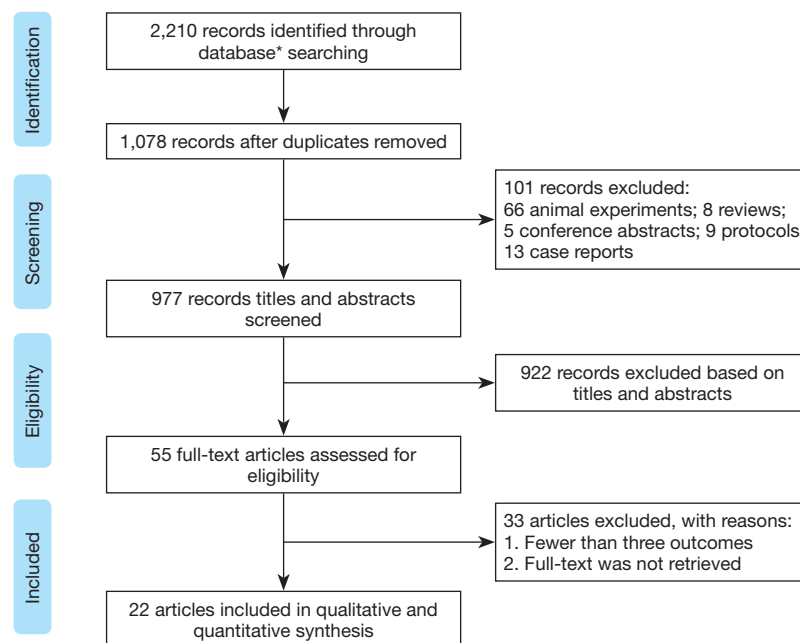 Identification
2,210 records identified through
database* searching
1,078 records after duplicates removed
Screening
101 records excluded:
66 animal experiments; 8 reviews;
5 conference abstracts; 9 protocols
13 case reports
977 records titles and abstracts
screened
Eligibility
922 records excluded based on
titles and abstracts
55 full-text articles assessed for
eligibility
Included
33 articles excluded, with reasons:
1. Fewer than three outcomes
2. Full-text was not retrieved
22 articles included in qualitative and
quantitative synthesis